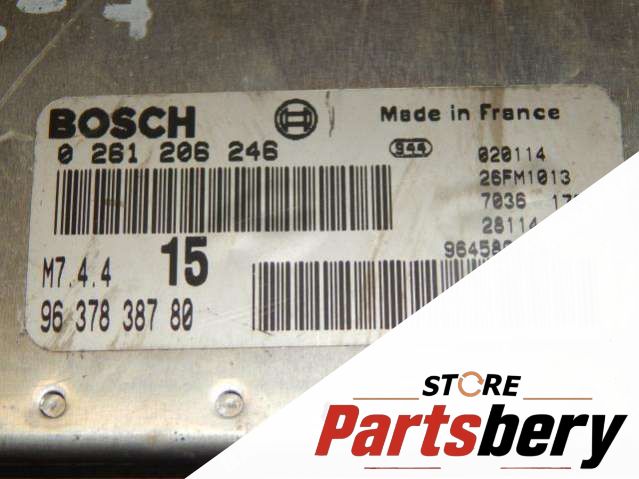 BOSCH
Made in France
0 261 206 246
944
020114
26FM1013
7036
28114
M7.4.4
15
96 378 387 80
STORE
Partsbery